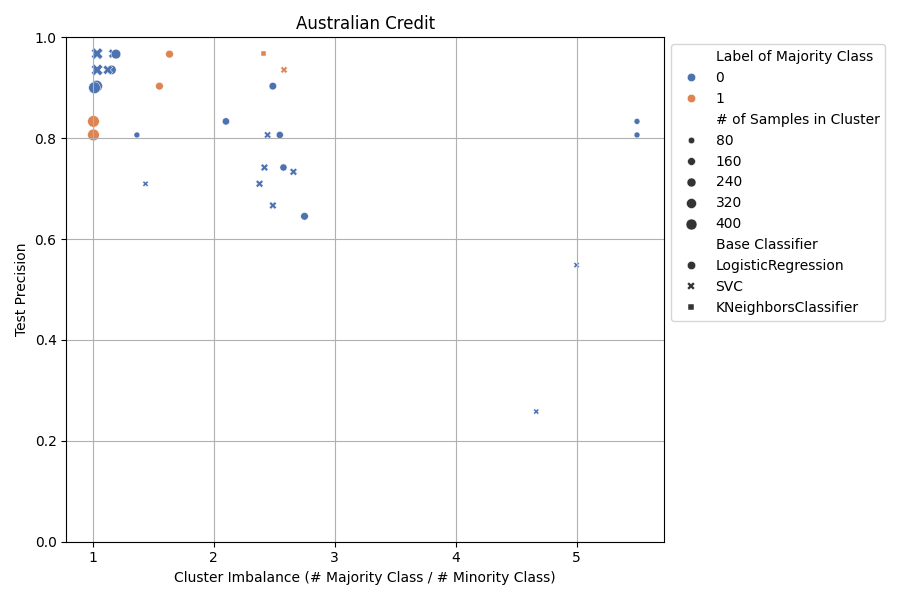 Australian Credit
Test Precision
1.0
0.8
0.6
0.4
0.2
0.0
1
2
3
4
5
Cluster Imbalance (# Majority Class / # Minority Class)
Label of Majority Class
0
1
# of Samples in Cluster
80
160
240
320
400
Base Classifier
LogisticRegression
SVC
KNeighborsClassifier